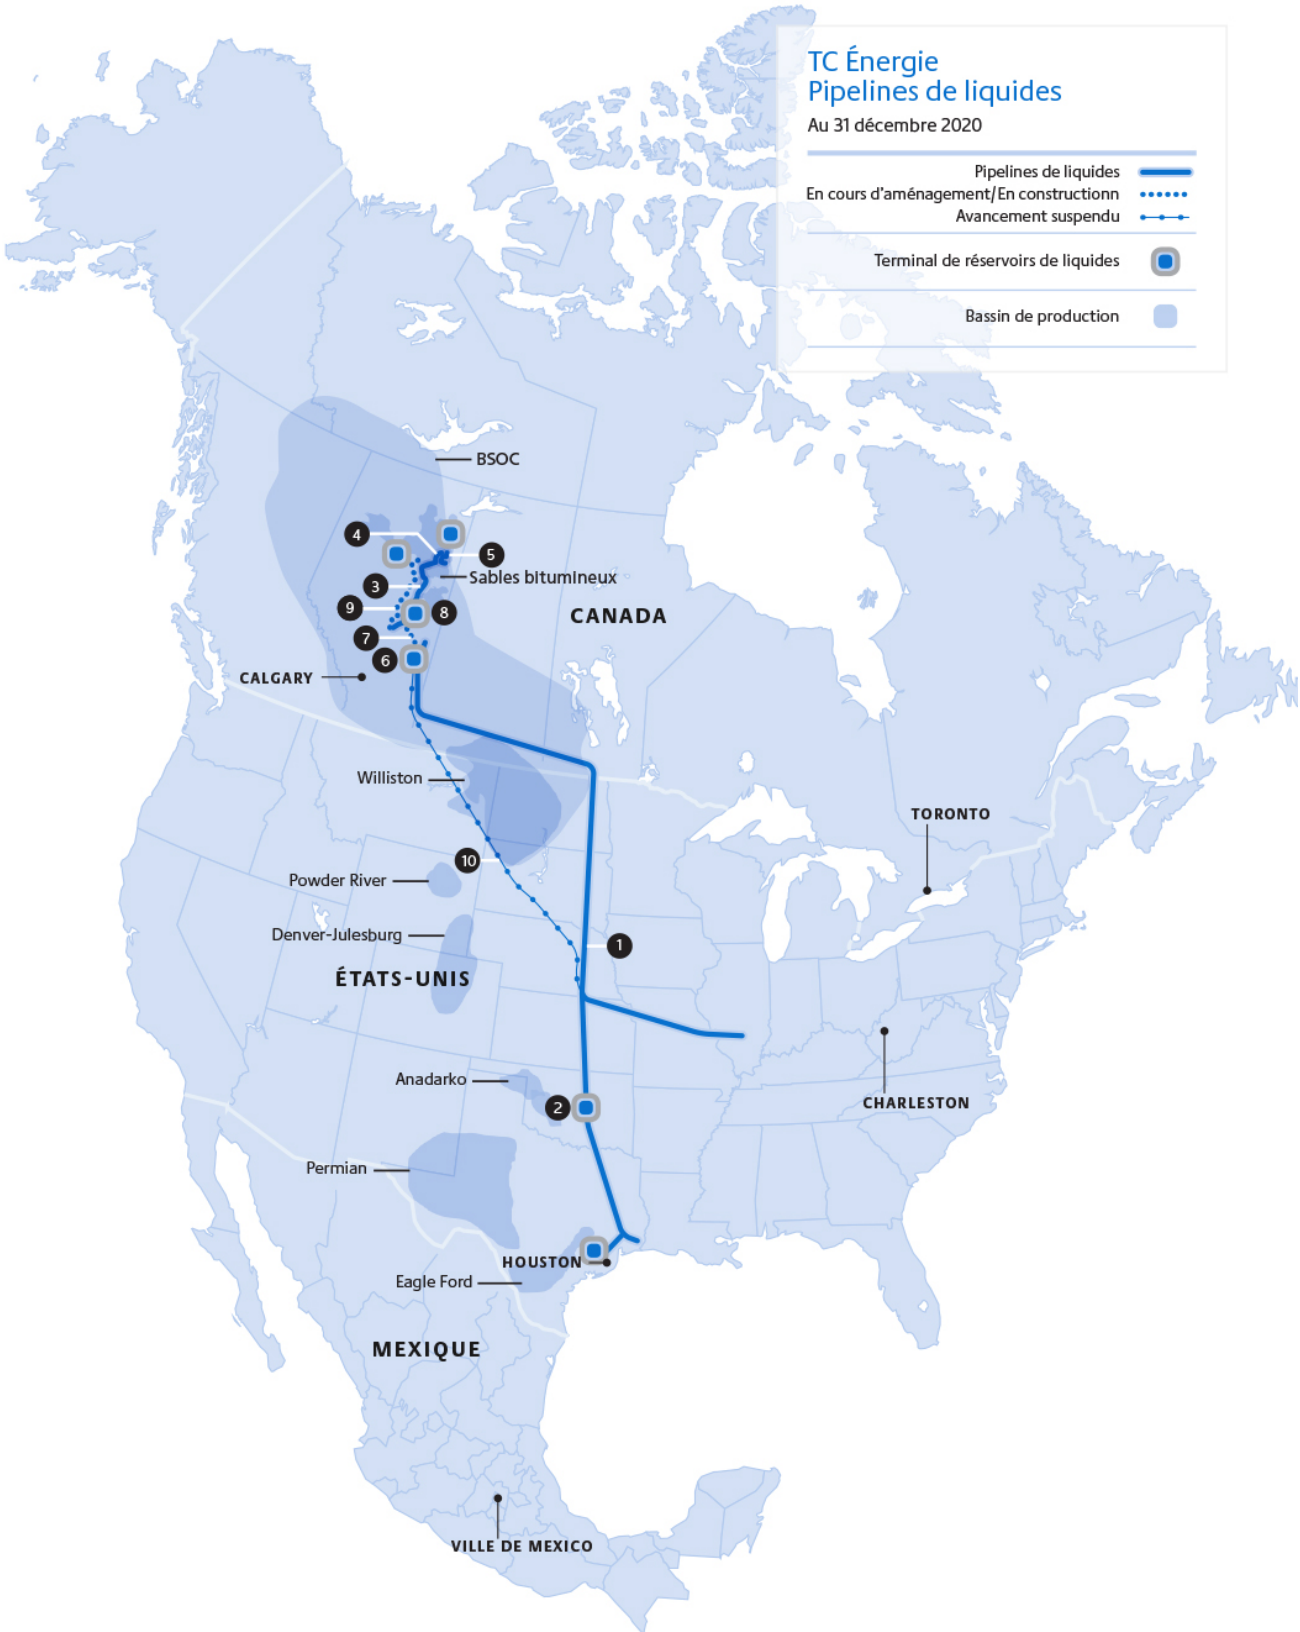 TC Énergie
Pipelines de liquides
Au 31 décembre 2020
Pipelines de liquides
En cours d'aménagement/En constructionn
Avancement suspendu
Terminal de réservoirs de liquides
Bassin de production
BSOC
4
5
Sables bitumineux
3
9
8
CANADA
7
6
CALGARY
Williston
TORONTO
10
Powder River
Denver-Julesburg
1
ÉTATS-UNIS
Anadarko
2
CHARLESTON
Permian
HOUSTON
Eagle Ford
MEXIQUE
VILLE DE MEXICO